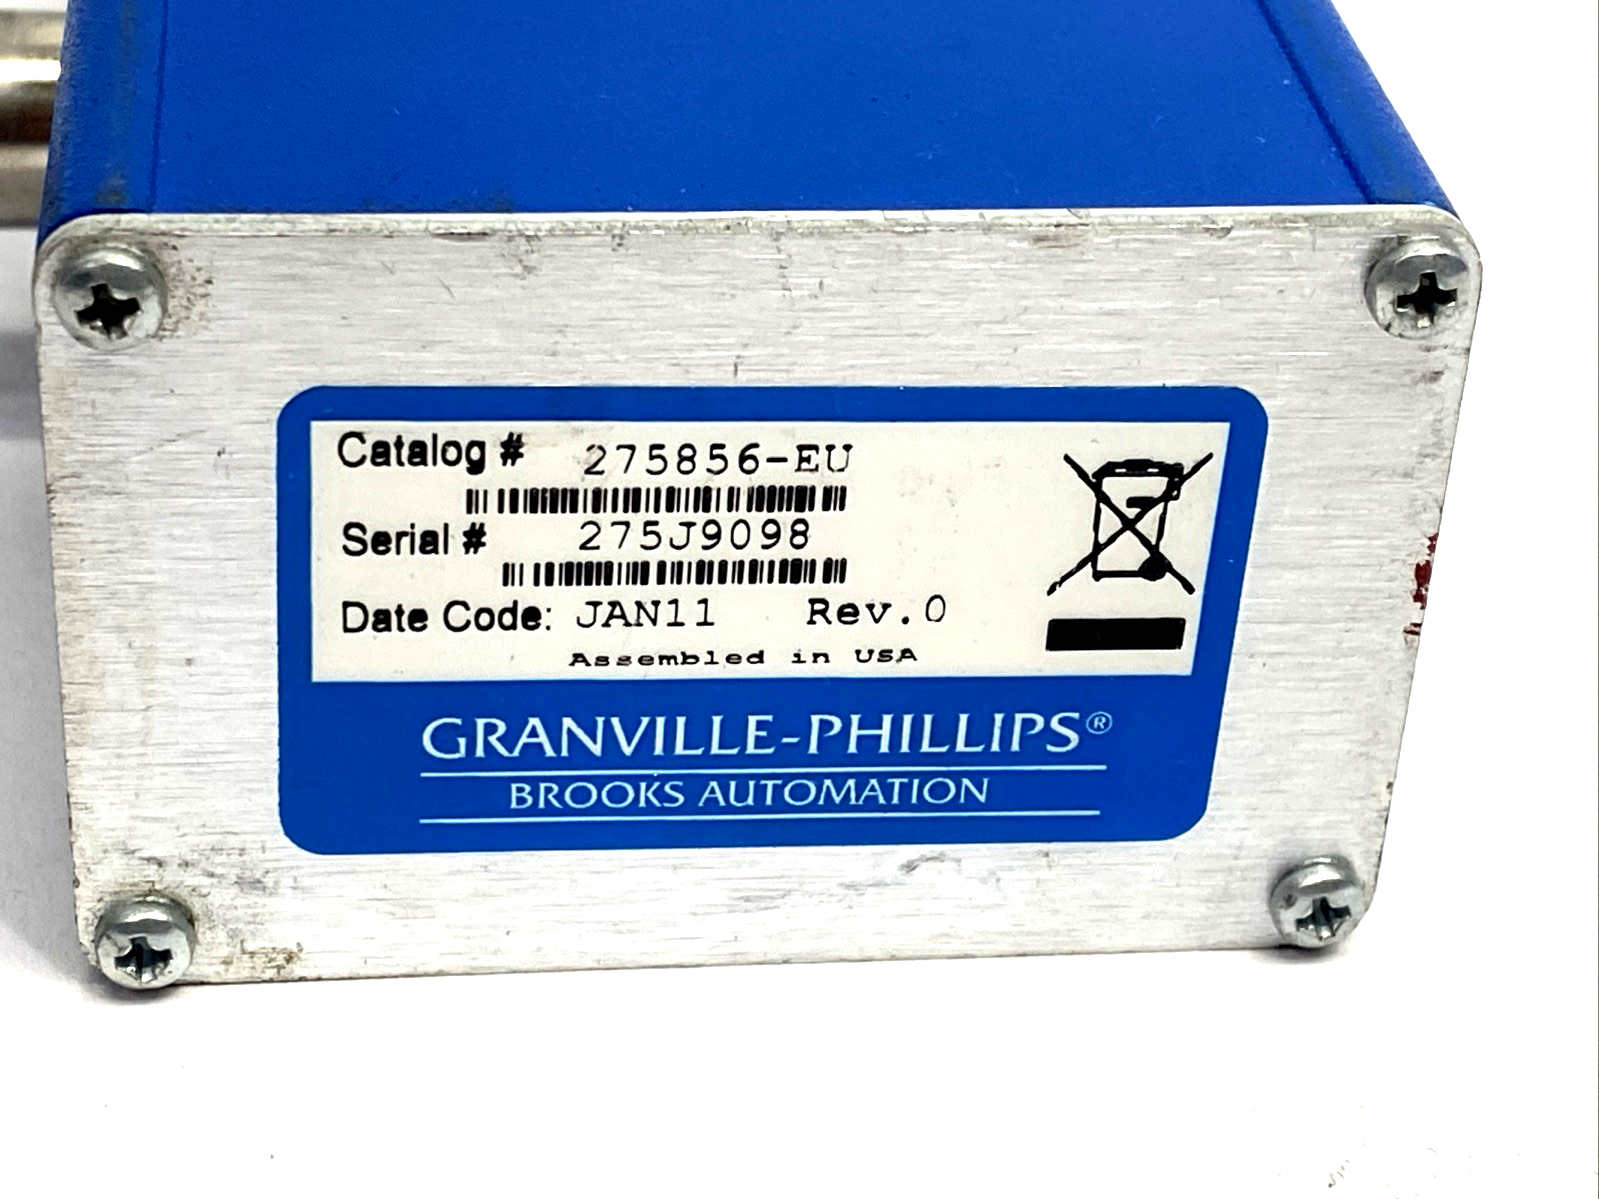 Catalog # 275856-EU
Serial # 275J9098
Date Code: JAN11 Rev.0
Assembled in USA
GRANVILLE-PHILLIPS®
BROOKS AUTOMATION